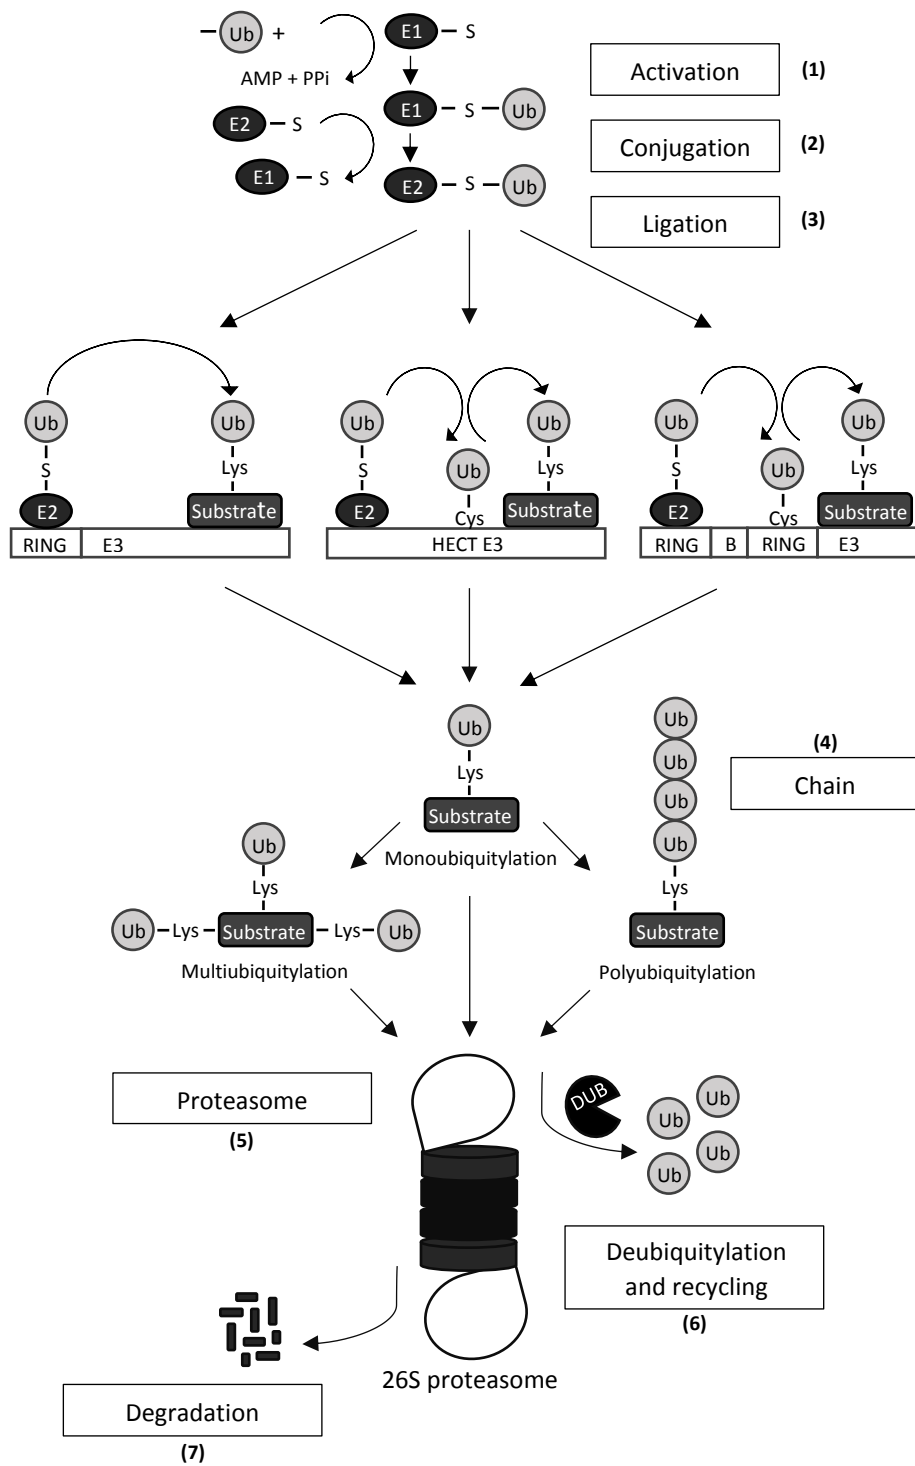 Ub +
E1 S
AMP + PPi
Activation (1)
E2 S
E1 S Ub
Conjugation (2)
E1 S
E2 S Ub
Ligation (3)
Ub Ub
S Lys
E2 Substrate
RING E3
Ub Ub
Ub
S Lys
E2 Cys Substrate
HECT E3
Ub Ub
Ub
S Lys
E2 Cys Substrate
RING B RING E3
Ub
Lys
Substrate
Monoubiquitylation
Ub
Ub
Ub
Ub
Lys
Substrate
Polyubiquitylation
(4)
Chain
Ub
Lys
Ub Lys Substrate Lys Ub
Multiubiquitylation
Proteasome
(5)
DUB
Ub
Ub
Ub
Ub
Deubiquitylation
and recycling
(6)
26S proteasome
Degradation
(7)